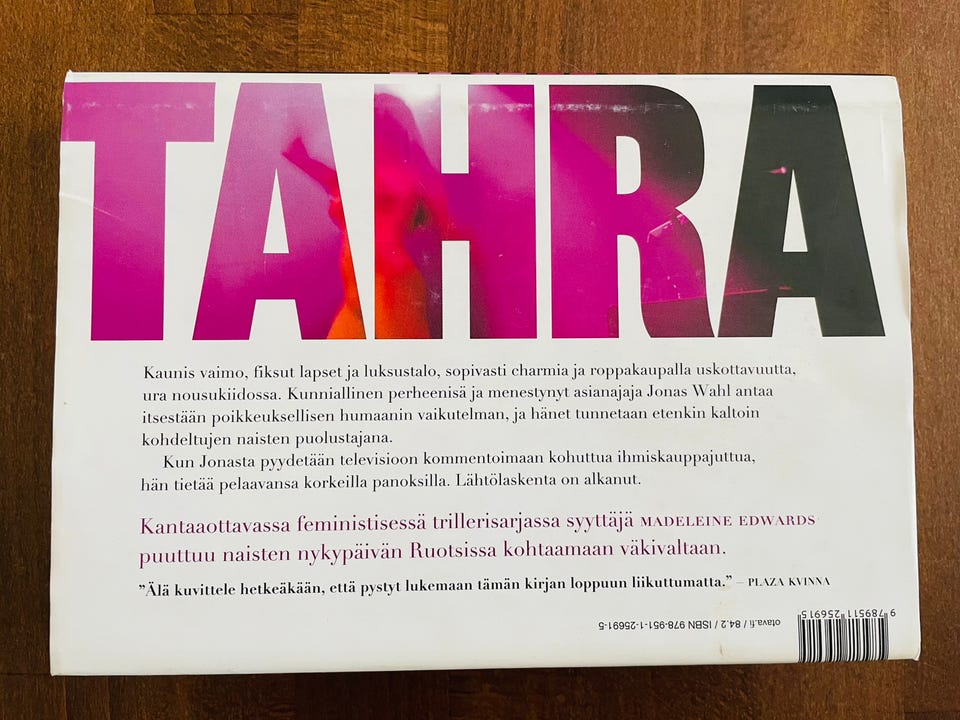 TAHRA
Kaunis vaimo, fiksut lapset ja luksustalo, sopivasti charmia ja roppakaupalla uskottavuutta,
ura nousukiidossa. Kunniallinen perheenisä ja menestynyt asianajaja Jonas Wahl antaa
itsestään poikkeuksellisen humaanin vaikutelman, ja hänet tunnetaan etenkin kaltoin
kohdeltujen naisten puolustajana.
Kun Jonasta pyydetään televisioon kommentoimaan kohuttua ihmiskauppajuttua,
hän tietää pelaavansa korkeilla panoksilla. Lähtölaskenta on alkanut.
Kantaaottavassa feministisessä trillerisarjassa syyttäjä MADELEINE EDWARDS
puuttuu naisten nykypäivän Ruotsissa kohtaamaan väkivaltaan.
”Älä kuvittele hetkeäkään, että pystyt lukemaan tämän kirjan loppuun liikuttumatta.” – PLAZA KVINNA
otava.fi / 84.2 / ISBN 978-951-1-25691-5
9 789511 256915